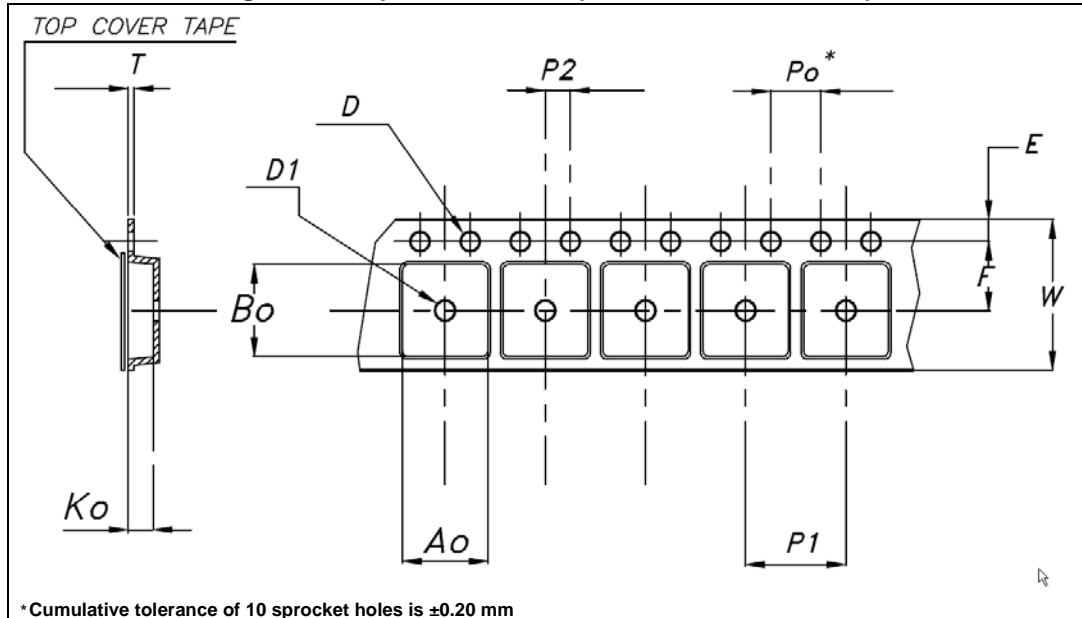 TOP COVER TAPE
T
P2
Po*
D
E
D1
F
W
Bo
Ko
Ao
P1
*Cumulative tolerance of 10 sprocket holes is ±0.20 mm